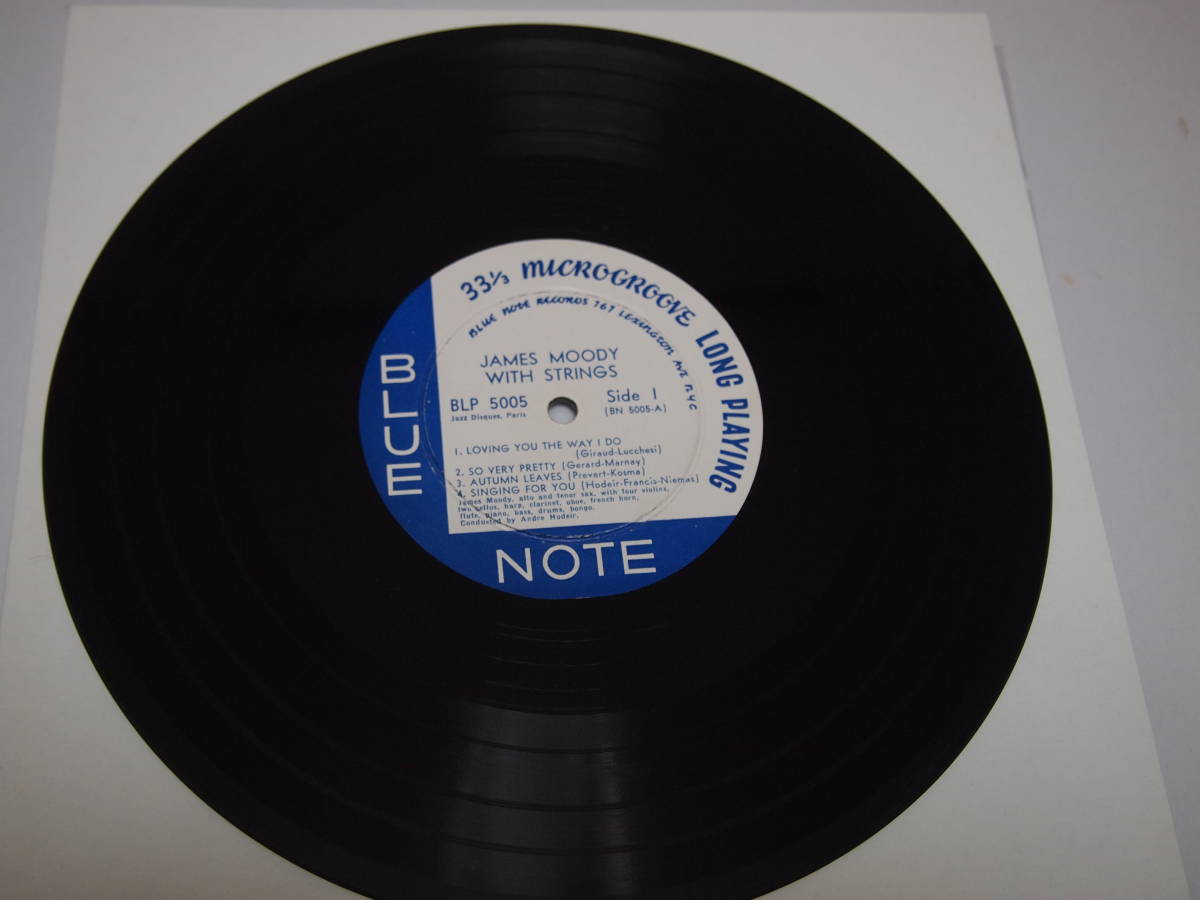 33⅓ MICROGROOVE LONG PLAYING
BLUE NOTE RECORDS 767 LEXINGTON AVE NYC
JAMES MOODY
WITH STRINGS
BLP 5005 Side 1
Jazz Disques, Paris (BN 5005-A)
1. LOVING YOU THE WAY I DO
(Giraud-Lucchesi)
2. SO VERY PRETTY (Gerard-Marnay)
3. AUTUMN LEAVES (Prevert-Kosma)
4. SINGING FOR YOU (Hodeir-Francis-Niemas)
James Moody, alto and tenor sax, with four violins,
two cellos, harp, clarinet, oboe, french horn,
flute, piano, bass, drums, bongo.
Conducted by Andre Hodeir.
BLUE
NOTE